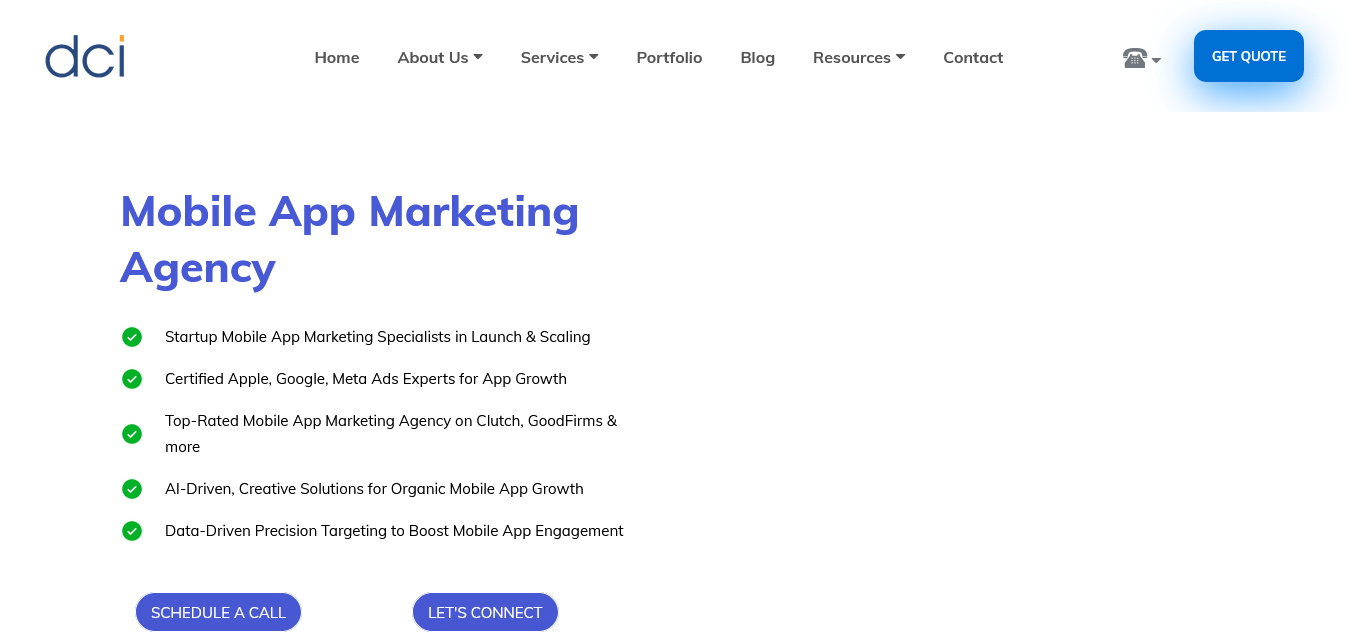 dci
Home About Us Services Portfolio Blog Resources Contact
GET QUOTE
Mobile App Marketing
Agency
Startup Mobile App Marketing Specialists in Launch & Scaling
Certified Apple, Google, Meta Ads Experts for App Growth
Top-Rated Mobile App Marketing Agency on Clutch, GoodFirms &
more
AI-Driven, Creative Solutions for Organic Mobile App Growth
Data-Driven Precision Targeting to Boost Mobile App Engagement
SCHEDULE A CALL LET'S CONNECT